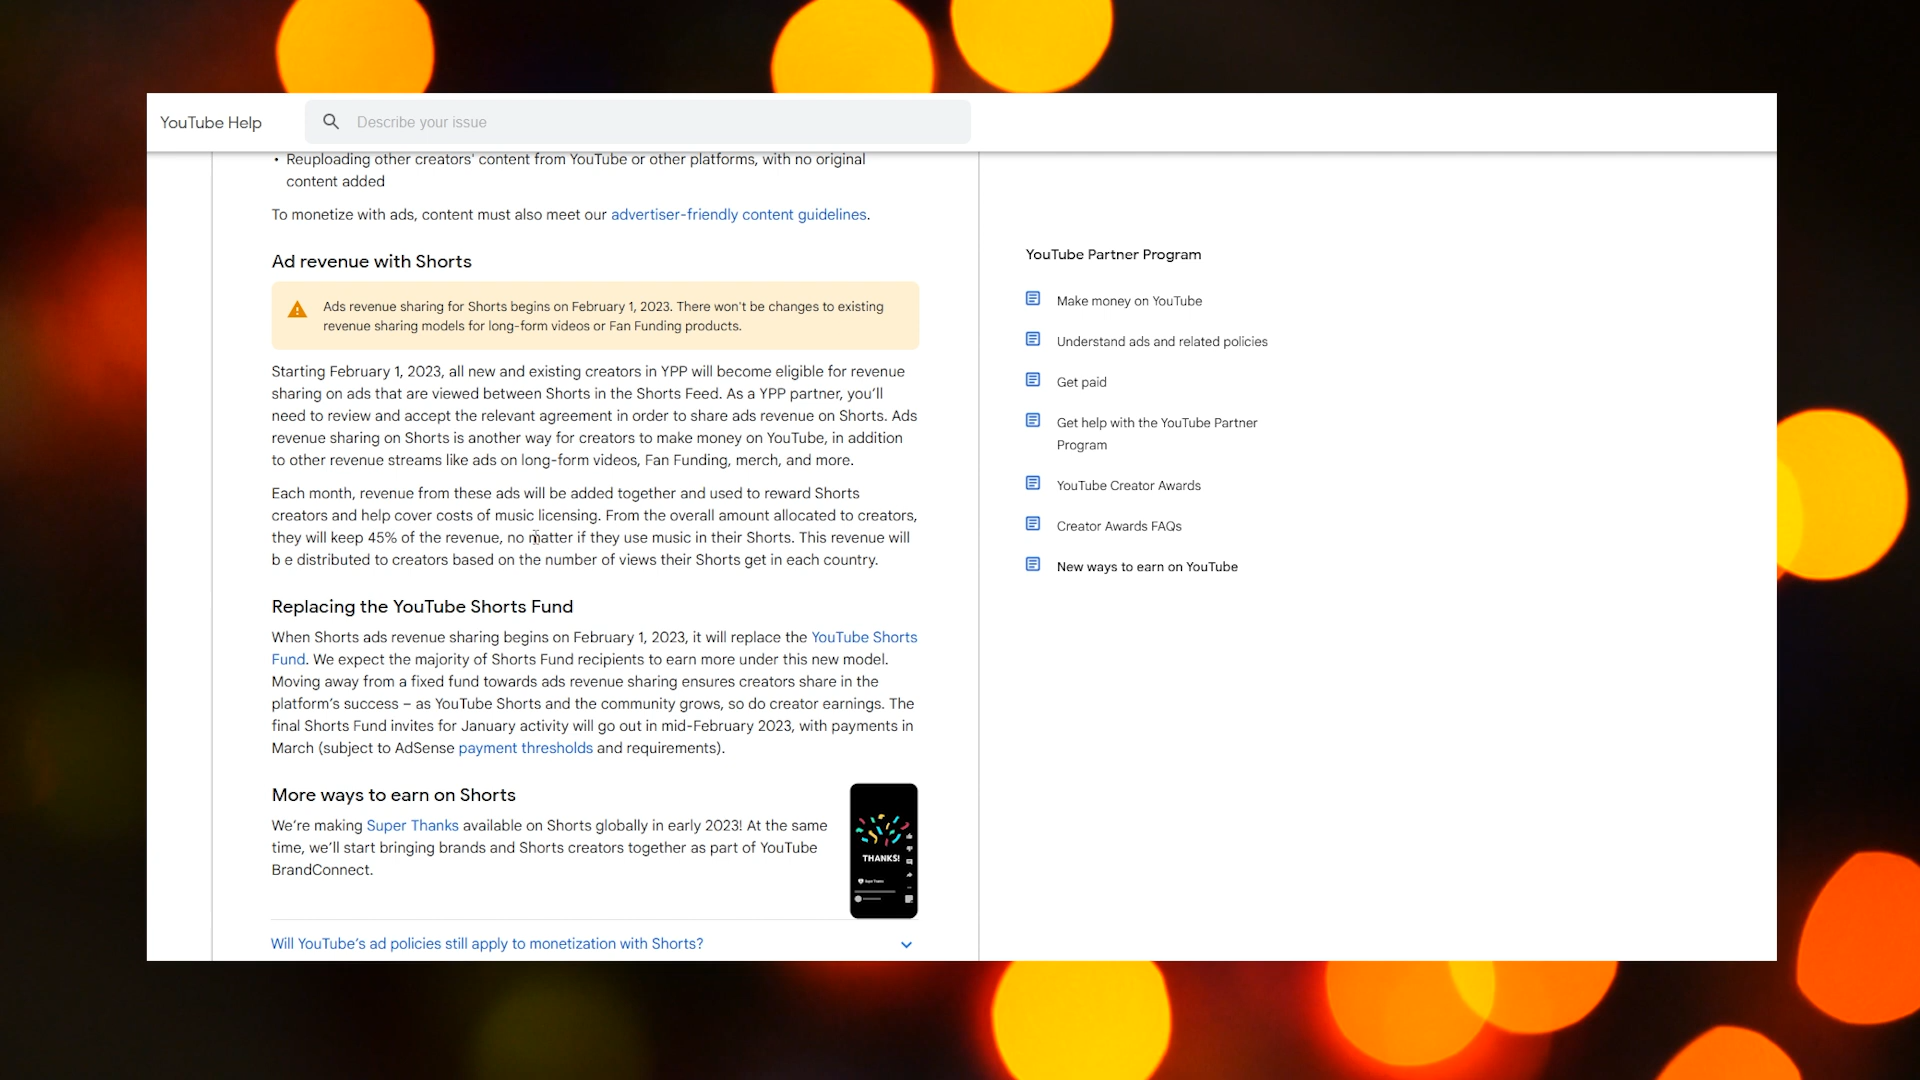 YouTube Help
Describe your issue
• Reuploading other creators' content from YouTube or other platforms, with no original
content added
To monetize with ads, content must also meet our advertiser-friendly content guidelines.
Ad revenue with Shorts
Ads revenue sharing for Shorts begins on February 1, 2023. There won't be changes to existing
revenue sharing models for long-form videos or Fan Funding products.
Starting February 1, 2023, all new and existing creators in YPP will become eligible for revenue
sharing on ads that are viewed between Shorts in the Shorts Feed. As a YPP partner, you'll
need to review and accept the relevant agreement in order to share ads revenue on Shorts. Ads
revenue sharing on Shorts is another way for creators to make money on YouTube, in addition
to other revenue streams like ads on long-form videos, Fan Funding, merch, and more.
Each month, revenue from these ads will be added together and used to reward Shorts
creators and help cover costs of music licensing. From the overall amount allocated to creators,
they will keep 45% of the revenue, no matter if they use music in their Shorts. This revenue will
b e distributed to creators based on the number of views their Shorts get in each country.
Replacing the YouTube Shorts Fund
When Shorts ads revenue sharing begins on February 1, 2023, it will replace the YouTube Shorts
Fund. We expect the majority of Shorts Fund recipients to earn more under this new model.
Moving away from a fixed fund towards ads revenue sharing ensures creators share in the
platform's success – as YouTube Shorts and the community grows, so do creator earnings. The
final Shorts Fund invites for January activity will go out in mid-February 2023, with payments in
March (subject to AdSense payment thresholds and requirements).
More ways to earn on Shorts
We're making Super Thanks available on Shorts globally in early 2023! At the same
time, we'll start bringing brands and Shorts creators together as part of YouTube
BrandConnect.
THANKS!
Super Thanks
Will YouTube's ad policies still apply to monetization with Shorts?
YouTube Partner Program
Make money on YouTube
Understand ads and related policies
Get paid
Get help with the YouTube Partner
Program
YouTube Creator Awards
Creator Awards FAQs
New ways to earn on YouTube